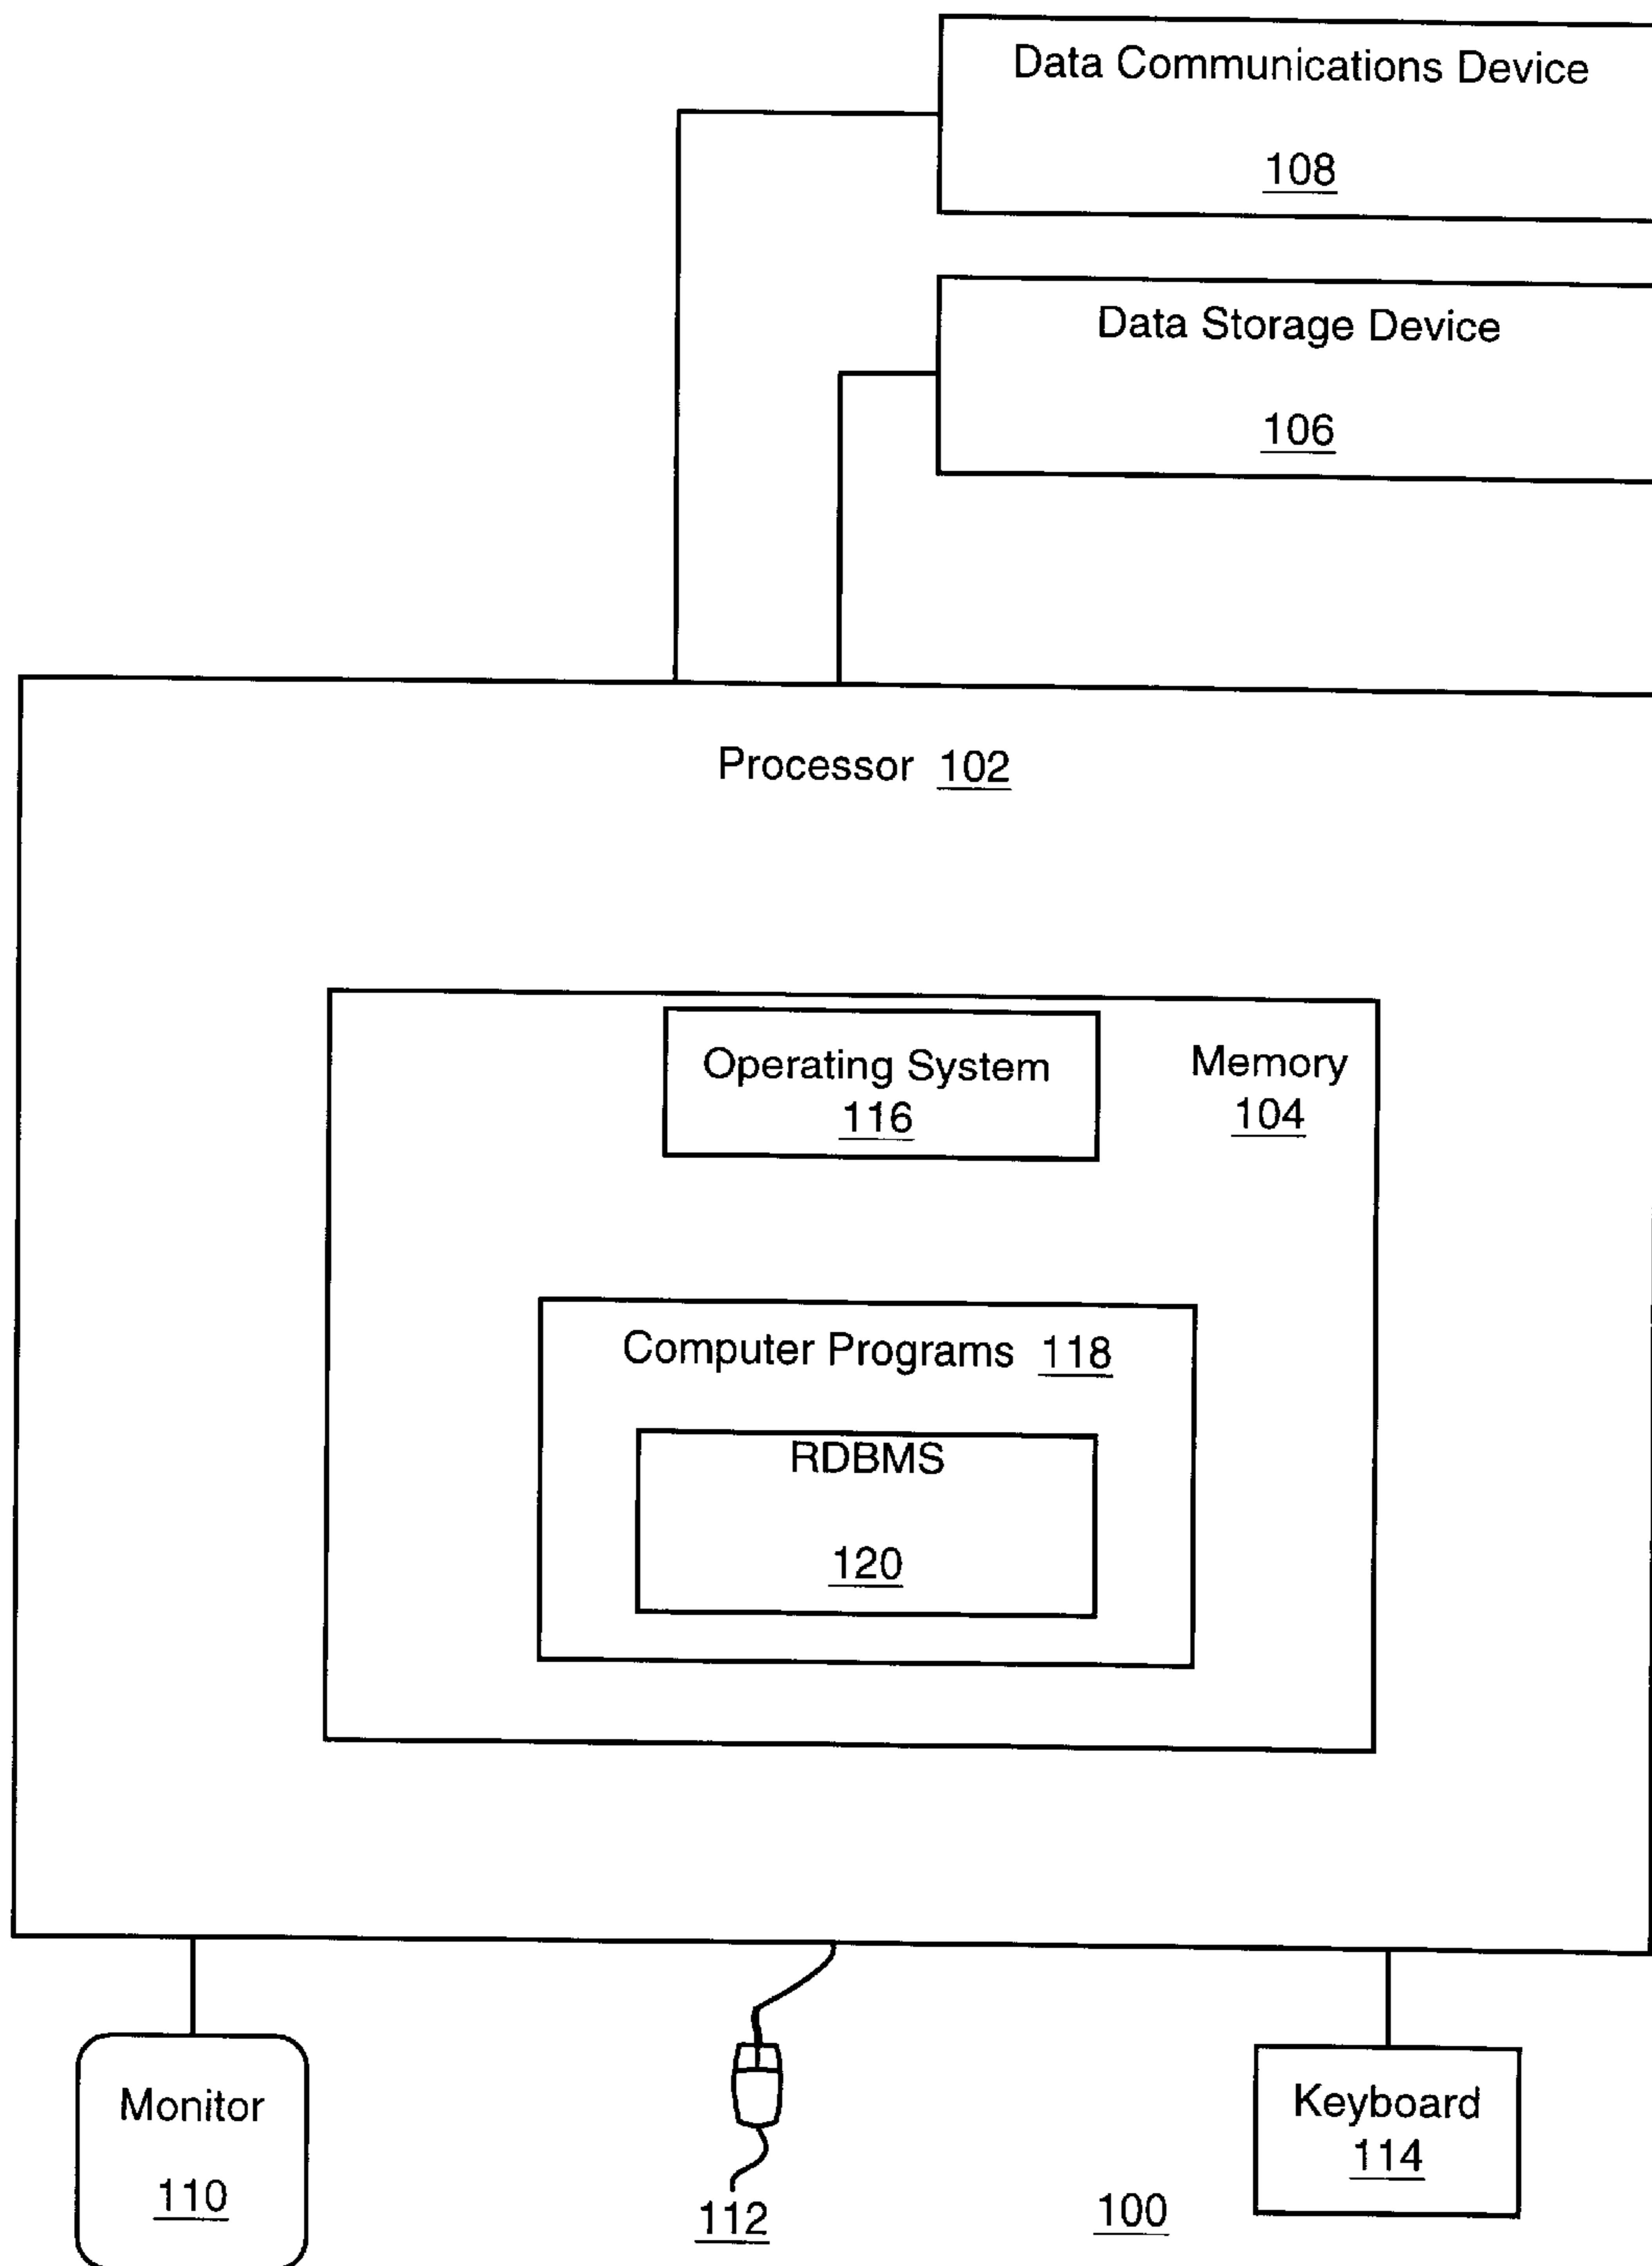 Data Communications Device
108
Data Storage Device
106
Processor 102
Operating System
116
Memory
104
Computer Programs 118
RDBMS
120
Monitor
110
112
100
Keyboard
114